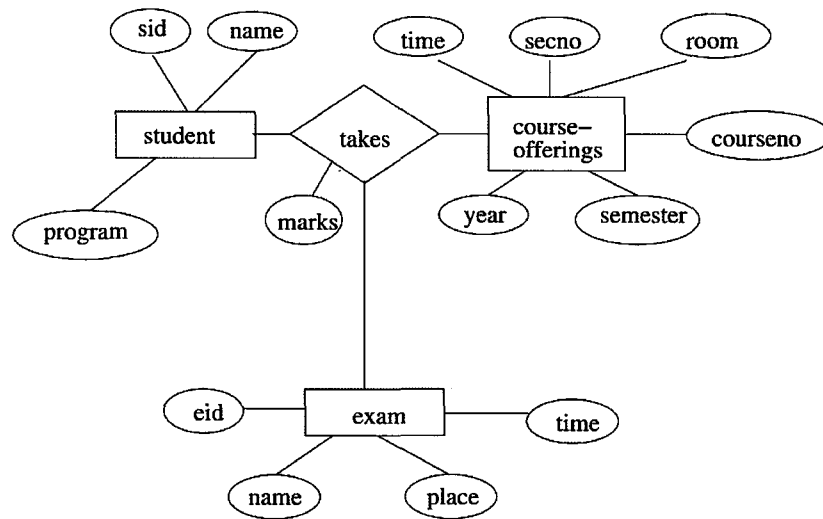 sid
name
time
secno
room
student
takes
course–
offerings
courseno
program
marks
year
semester
eid
exam
time
name
place